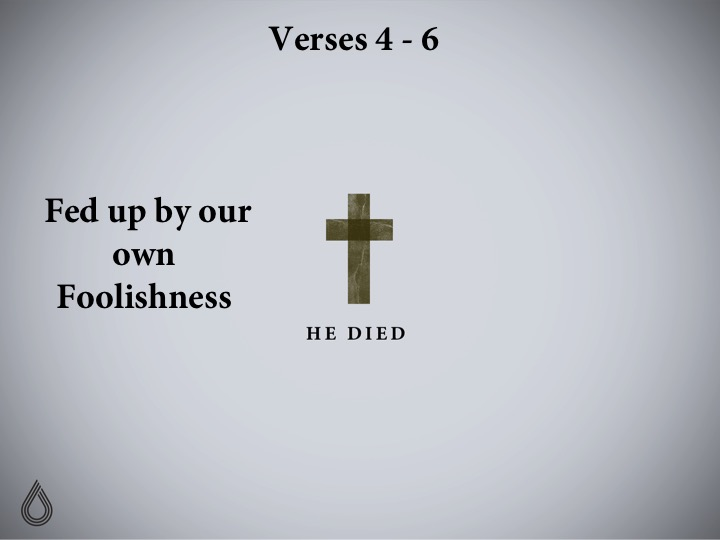 Verses 4 - 6
Fed up by our
own
Foolishness
HE DIED